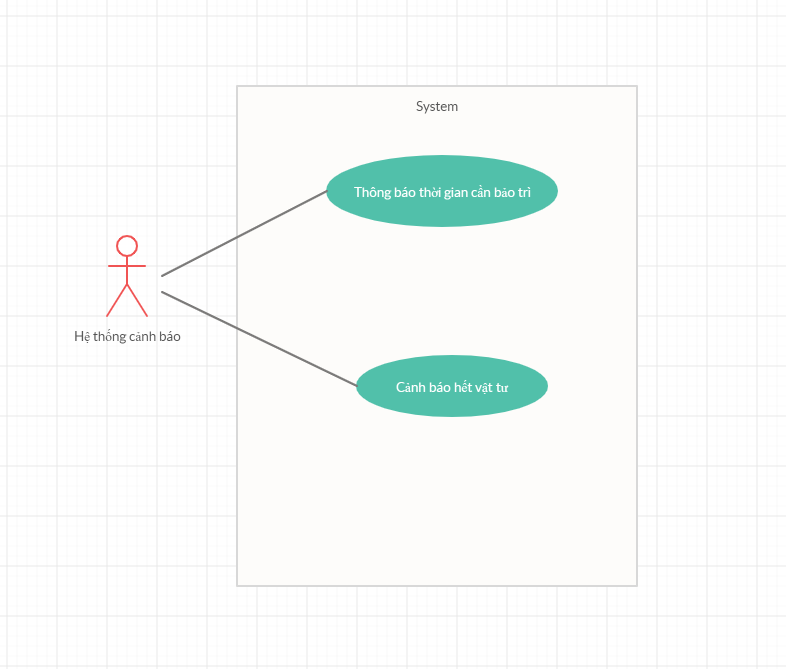 System
Thông báo thời gian cần bảo trì
Hệ thống cảnh báo
Cảnh báo hết vật tư